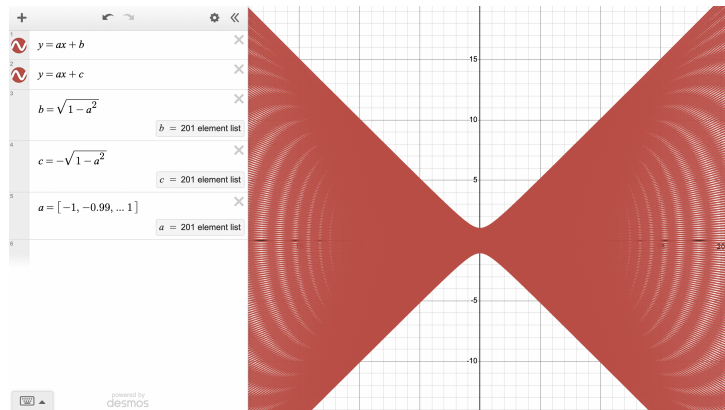 1
y = ax + b
2
y = ax + c
3
b = √(1 − a²)
b = 201 element list
4
c = −√(1 − a²)
c = 201 element list
5
a = [−1, −0.99, ... 1]
a = 201 element list
6
powered by
desmos
15
10
5
-5
-10
20